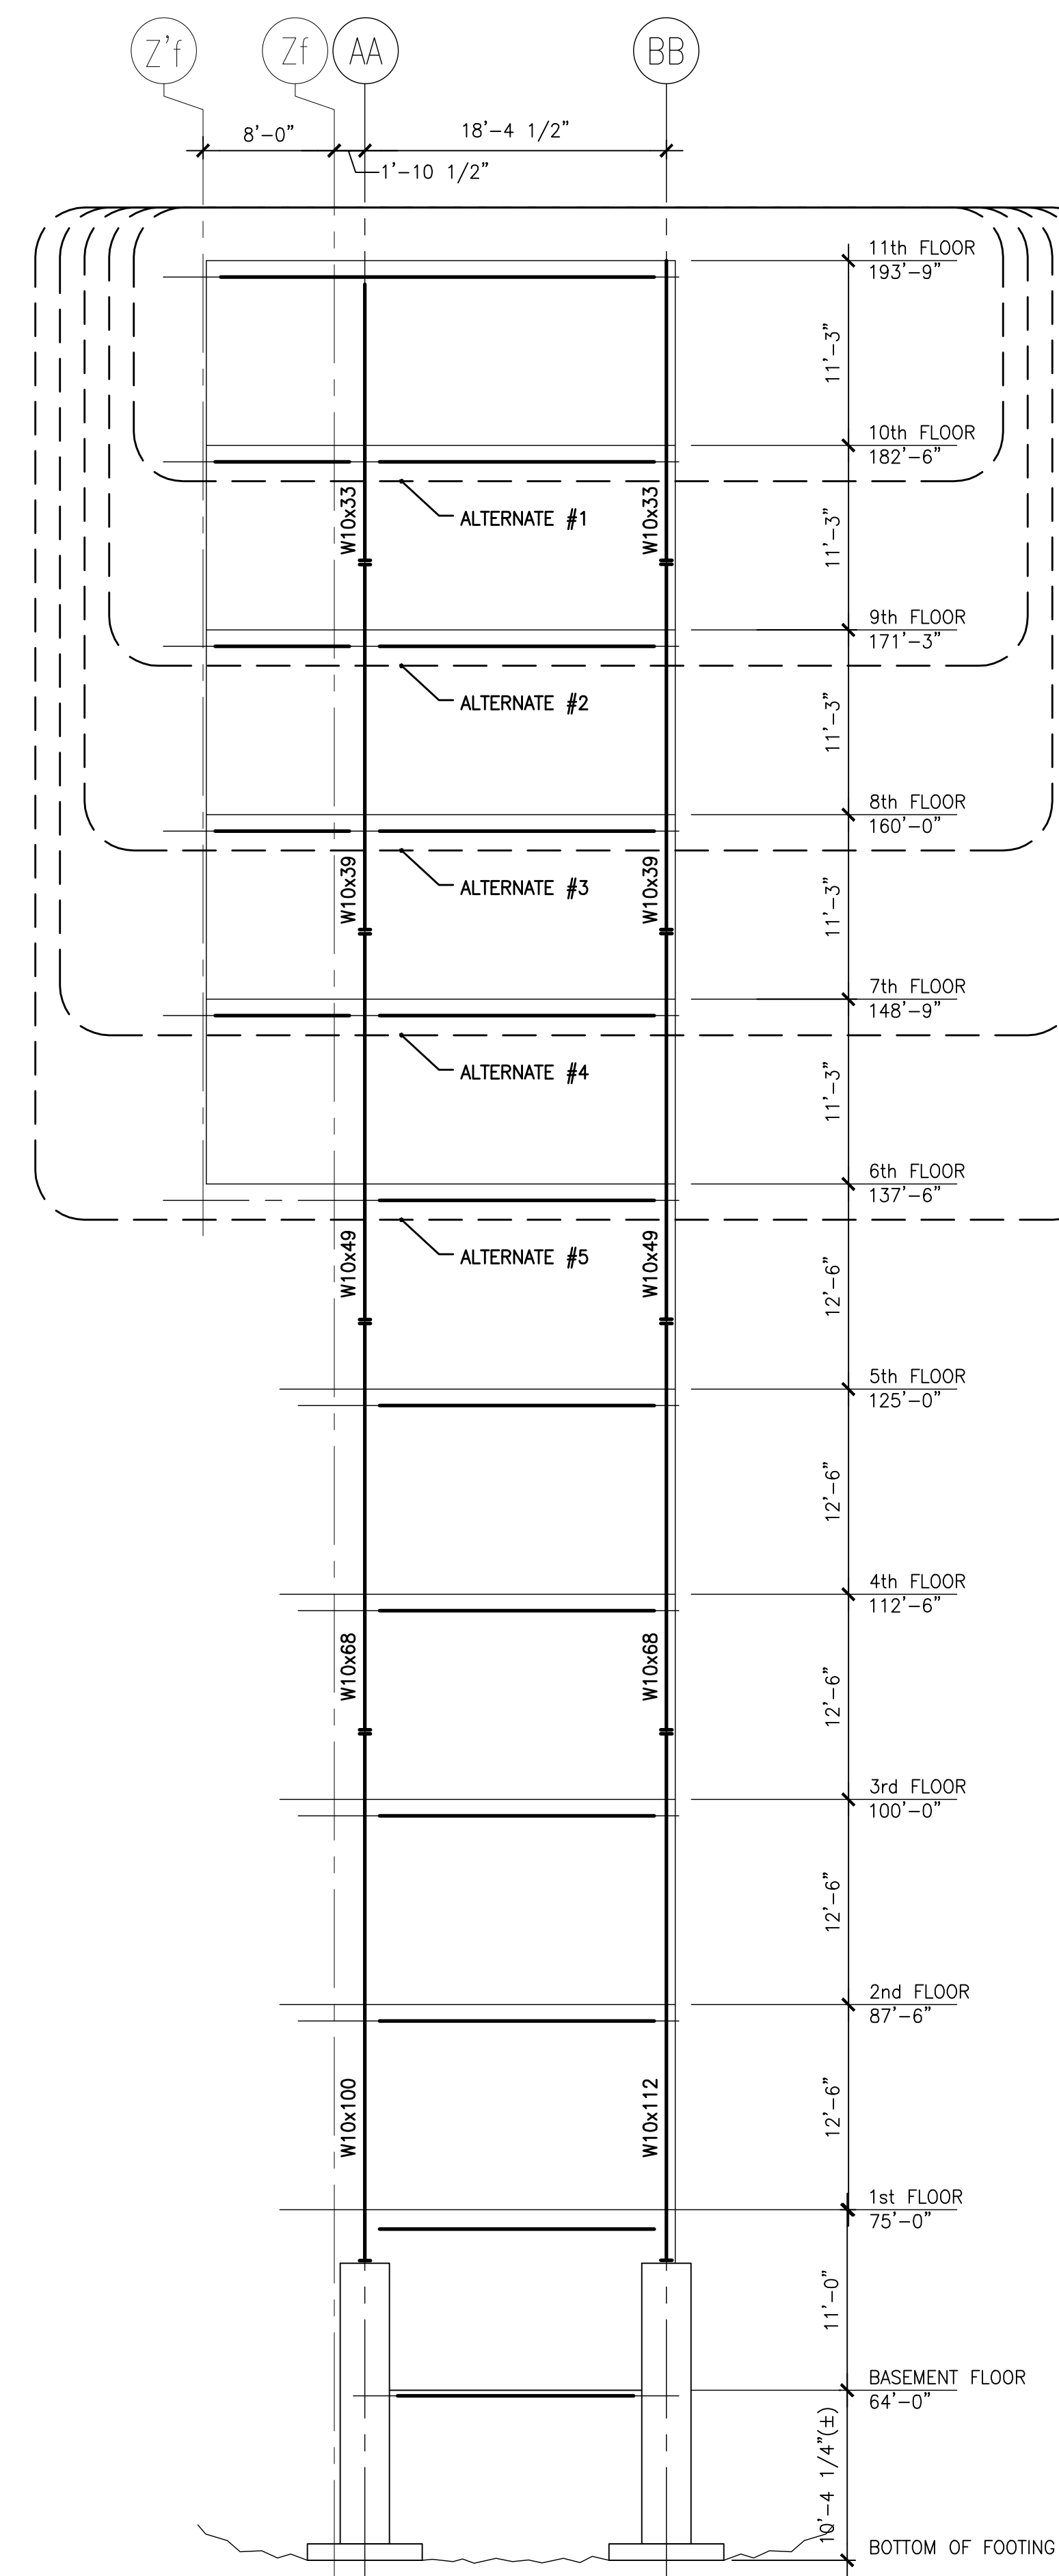 Z'f
Zf
AA
BB
8'-0"
18'-4 1/2"
1'-10 1/2"
11th FLOOR
193'-9"
11'-3"
10th FLOOR
182'-6"
W10x33
W10x33
ALTERNATE #1
11'-3"
9th FLOOR
171'-3"
ALTERNATE #2
11'-3"
8th FLOOR
160'-0"
W10x39
W10x39
ALTERNATE #3
11'-3"
7th FLOOR
148'-9"
ALTERNATE #4
11'-3"
6th FLOOR
137'-6"
W10x49
W10x49
ALTERNATE #5
12'-6"
5th FLOOR
125'-0"
12'-6"
4th FLOOR
112'-6"
W10x68
W10x68
12'-6"
3rd FLOOR
100'-0"
12'-6"
2nd FLOOR
87'-6"
W10x100
W10x112
12'-6"
1st FLOOR
75'-0"
11'-0"
BASEMENT FLOOR
64'-0"
10'-4 1/4"(±)
BOTTOM OF FOOTING